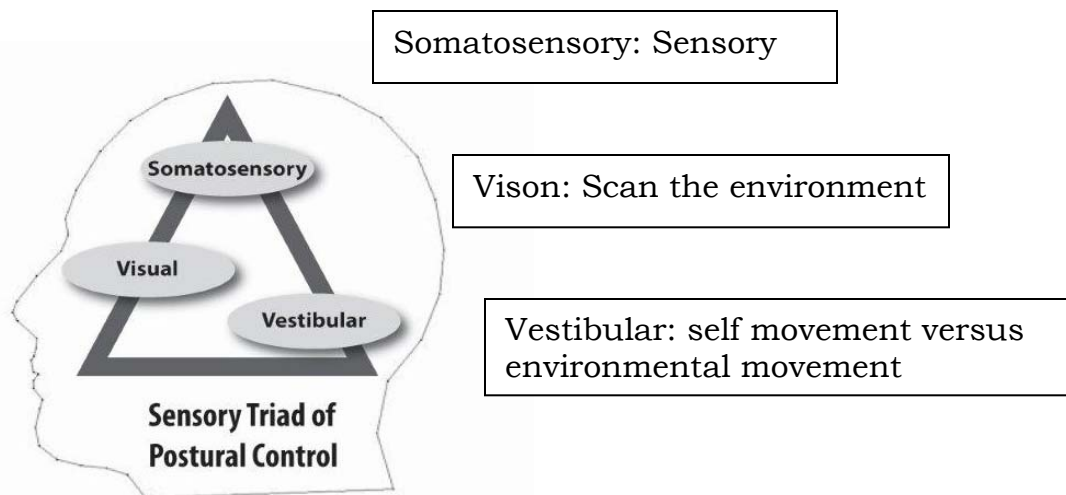 Somatosensory: Sensory
Somatosensory
Vison: Scan the environment
Visual
Vestibular
Vestibular: self movement versus
environmental movement
Sensory Triad of
Postural Control